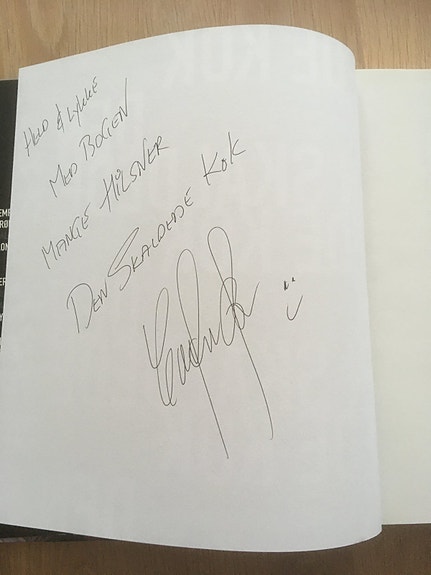 HELD & LYKKE
MED BOGEN
MANGE HILSNER
DEN SKALDEDE KOK